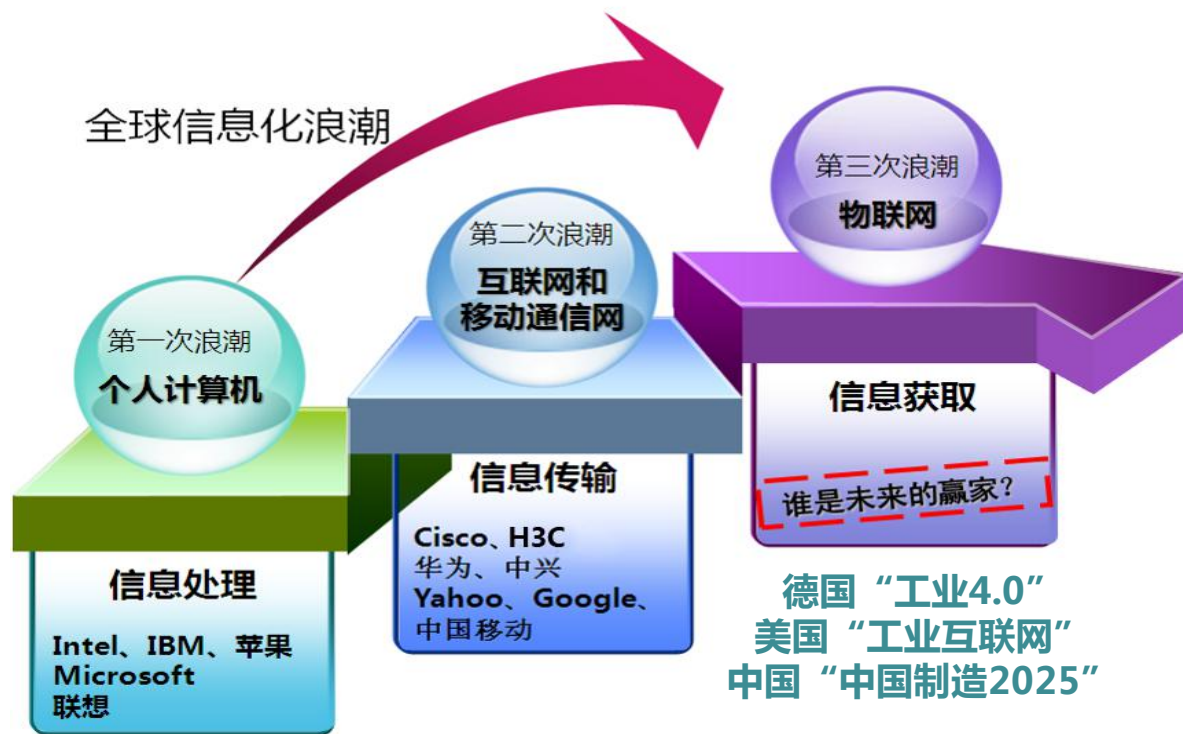 全球信息化浪潮
第一次浪潮
个人计算机
信息处理
Intel、IBM、苹果
Microsoft
联想
第二次浪潮
互联网和
移动通信网
信息传输
Cisco、H3C
华为、中兴
Yahoo、Google、
中国移动
第三次浪潮
物联网
信息获取
谁是未来的赢家?
德国“工业4.0”
美国“工业互联网”
中国“中国制造2025”